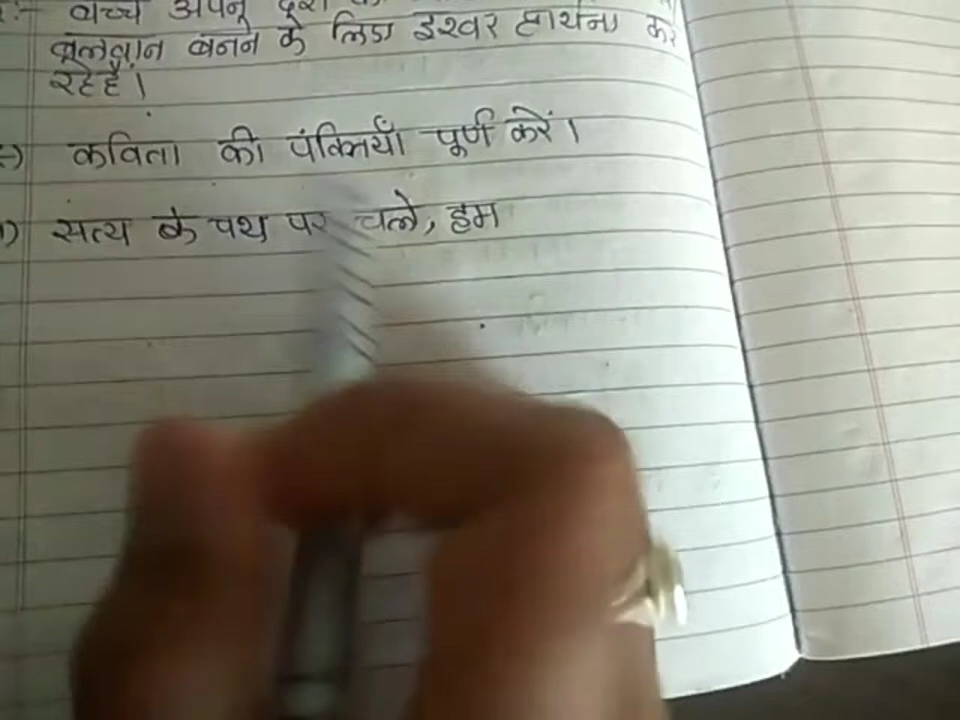 बच्चे अपने देश
बलवान बनने के लिए ईश्वर प्रार्थना कर
रहे हैं।
कविता की पंक्तियाँ पूर्ण करें।
सत्य के पथ पर चले, हम